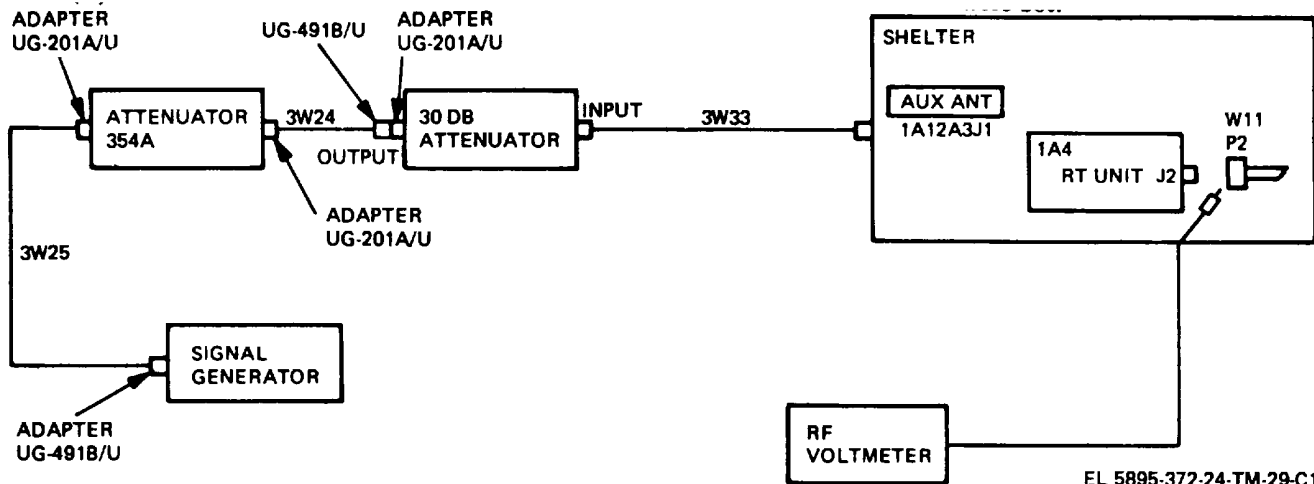 ADAPTER
UG-201A/U
UG-491B/U
ADAPTER
UG-201A/U
SHELTER
ATTENUATOR
354A
3W24
OUTPUT
30 DB
ATTENUATOR
INPUT
3W33
AUX ANT
1A12A3J1
1A4
RT UNIT J2
W11
P2
ADAPTER
UG-201A/U
3W25
SIGNAL
GENERATOR
ADAPTER
UG-491B/U
RF
VOLTMETER
EL 5895-372-24-TM-29-C1